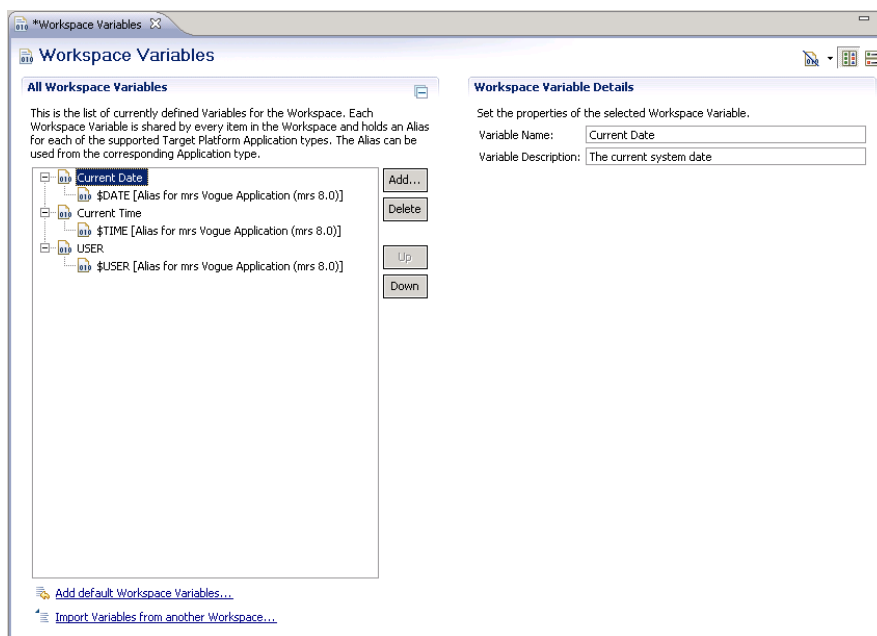 *Workspace Variables
Workspace Variables
All Workspace Variables
This is the list of currently defined Variables for the Workspace. Each
Workspace Variable is shared by every item in the Workspace and holds an Alias
for each of the supported Target Platform Application types. The Alias can be
used from the corresponding Application type.
Current Date
$DATE [Alias for mrs Vogue Application (mrs 8.0)]
Current Time
$TIME [Alias for mrs Vogue Application (mrs 8.0)]
USER
$USER [Alias for mrs Vogue Application (mrs 8.0)]
Add...
Delete
Up
Down
Add default Workspace Variables...
Import Variables from another Workspace...
Workspace Variable Details
Set the properties of the selected Workspace Variable.
Variable Name: Current Date
Variable Description: The current system date